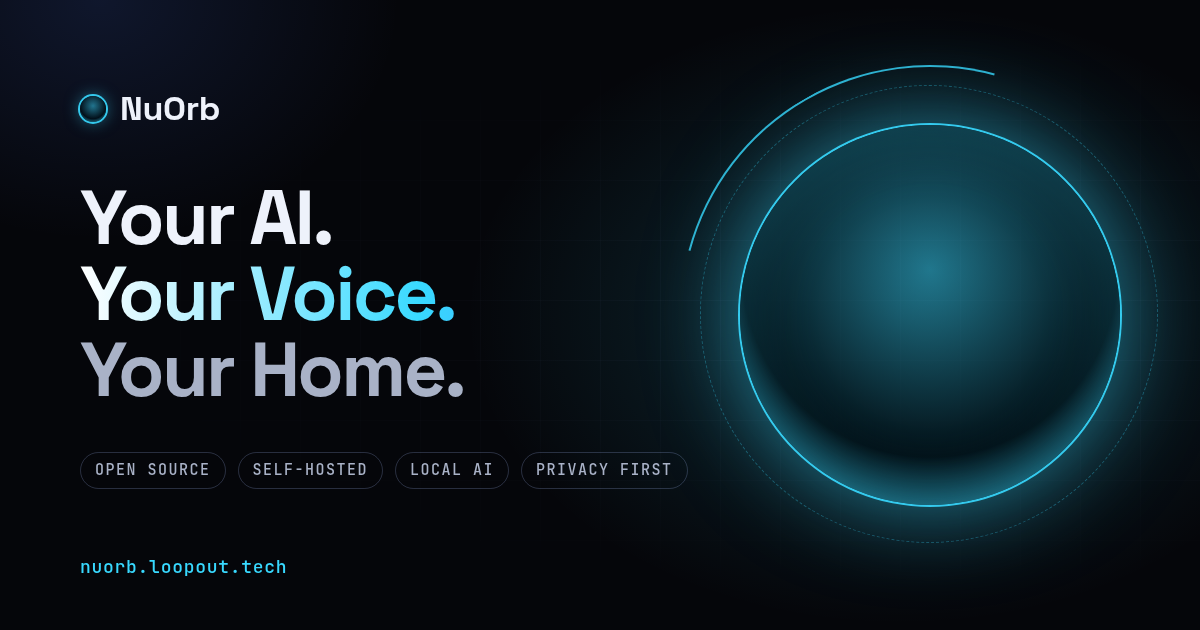 NuOrb
Your AI.
Your Voice.
Your Home.
OPEN SOURCE
SELF-HOSTED
LOCAL AI
PRIVACY FIRST
nuorb.loopout.tech